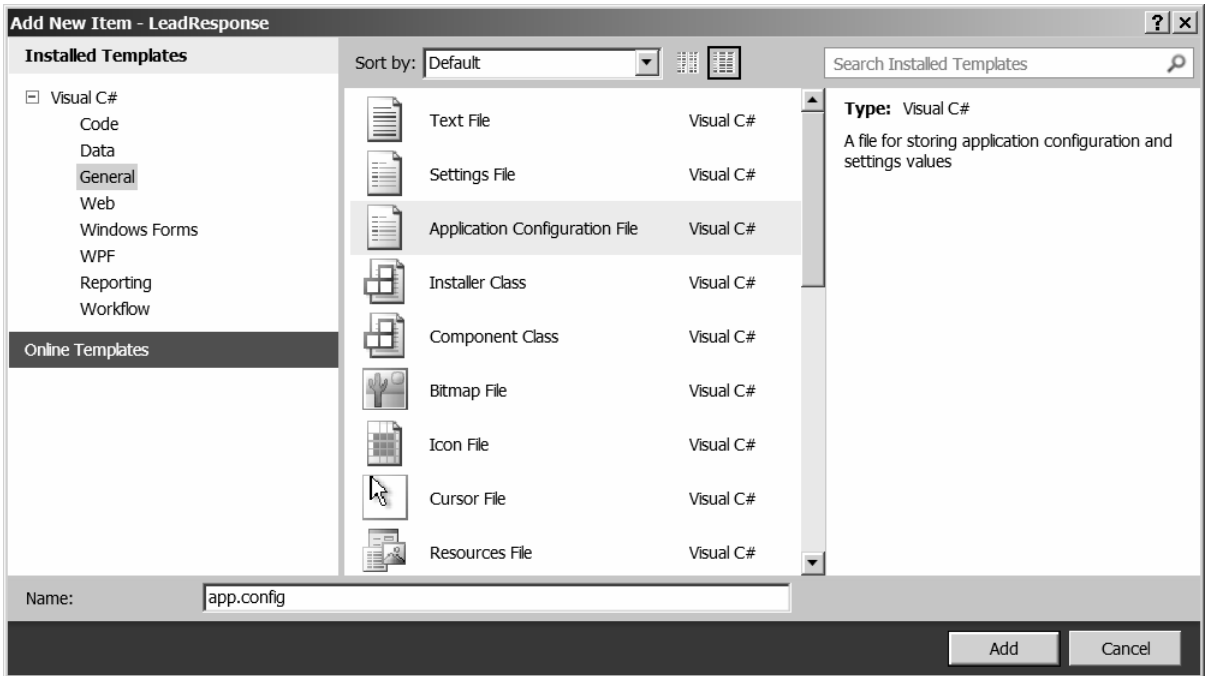 Add New Item - LeadResponse
? x
Installed Templates
Sort by: Default
Search Installed Templates
Visual C#
Code
Data
General
Web
Windows Forms
WPF
Reporting
Workflow
Online Templates
Text File Visual C#
Settings File Visual C#
Application Configuration File Visual C#
Installer Class Visual C#
Component Class Visual C#
Bitmap File Visual C#
Icon File Visual C#
Cursor File Visual C#
Resources File Visual C#
Type: Visual C#
A file for storing application configuration and
settings values
Name: app.config
Add Cancel